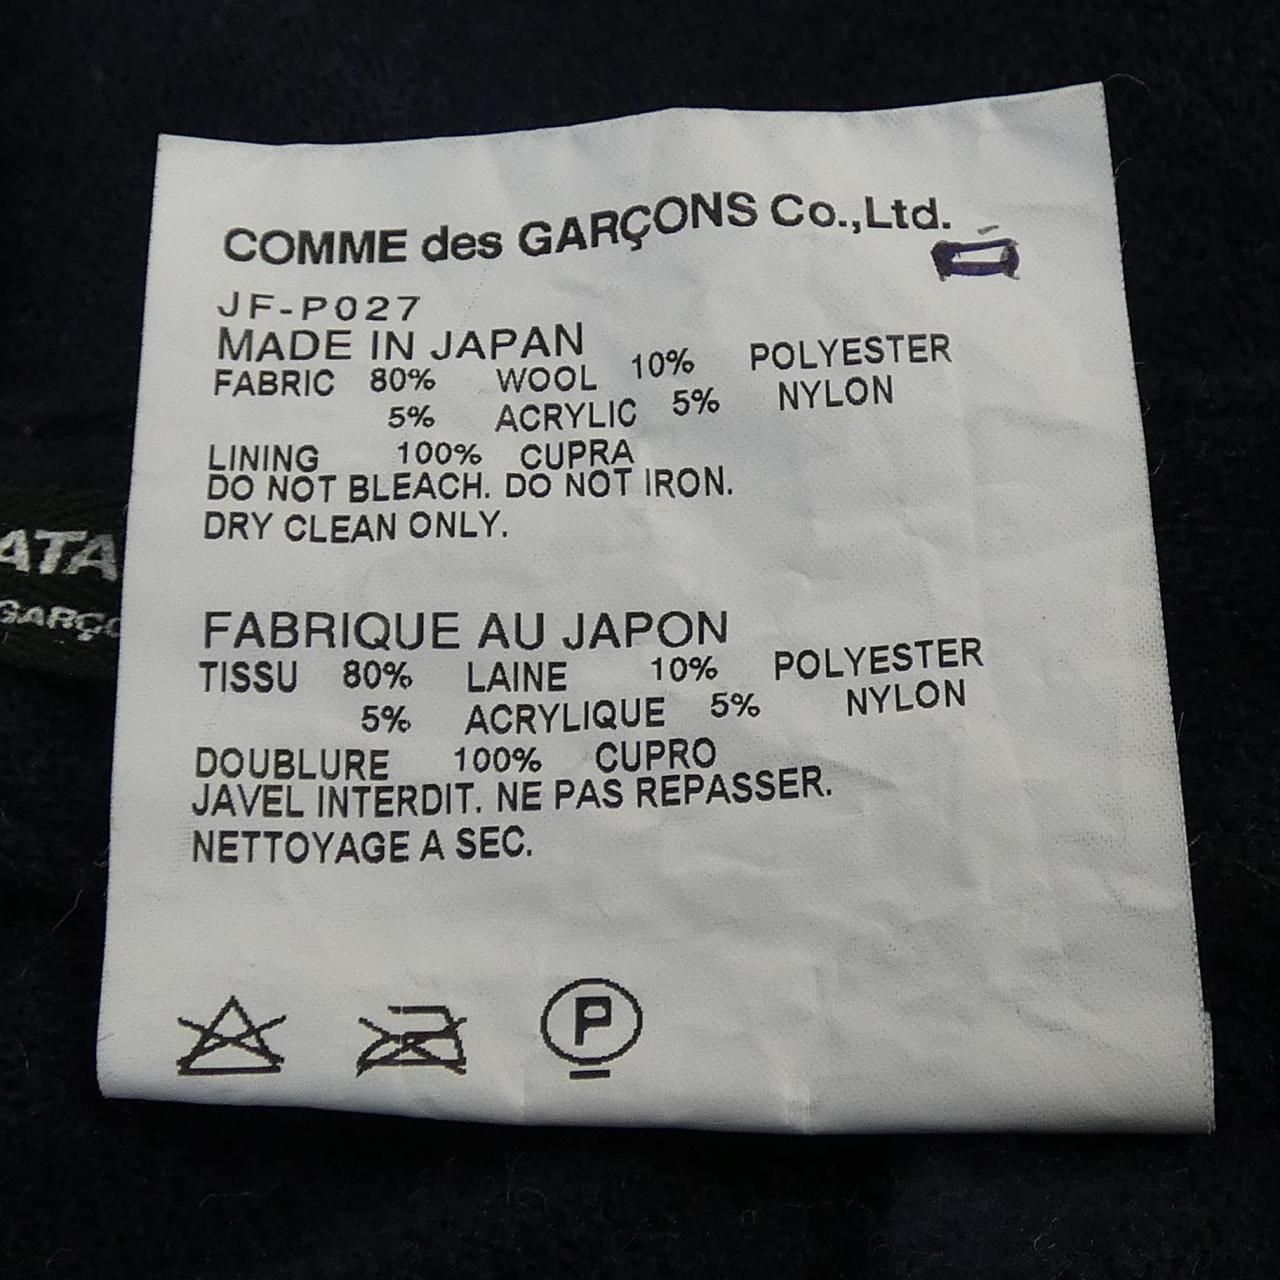 COMME des GARÇONS Co.,Ltd.
JF-P027
MADE IN JAPAN
FABRIC 80% WOOL 10% POLYESTER
5% ACRYLIC 5% NYLON
LINING 100% CUPRA
DO NOT BLEACH. DO NOT IRON.
DRY CLEAN ONLY.
ATA
GARÇO
FABRIQUE AU JAPON
TISSU 80% LAINE 10% POLYESTER
5% ACRYLIQUE 5% NYLON
DOUBLURE 100% CUPRO
JAVEL INTERDIT. NE PAS REPASSER.
NETTOYAGE A SEC.
P